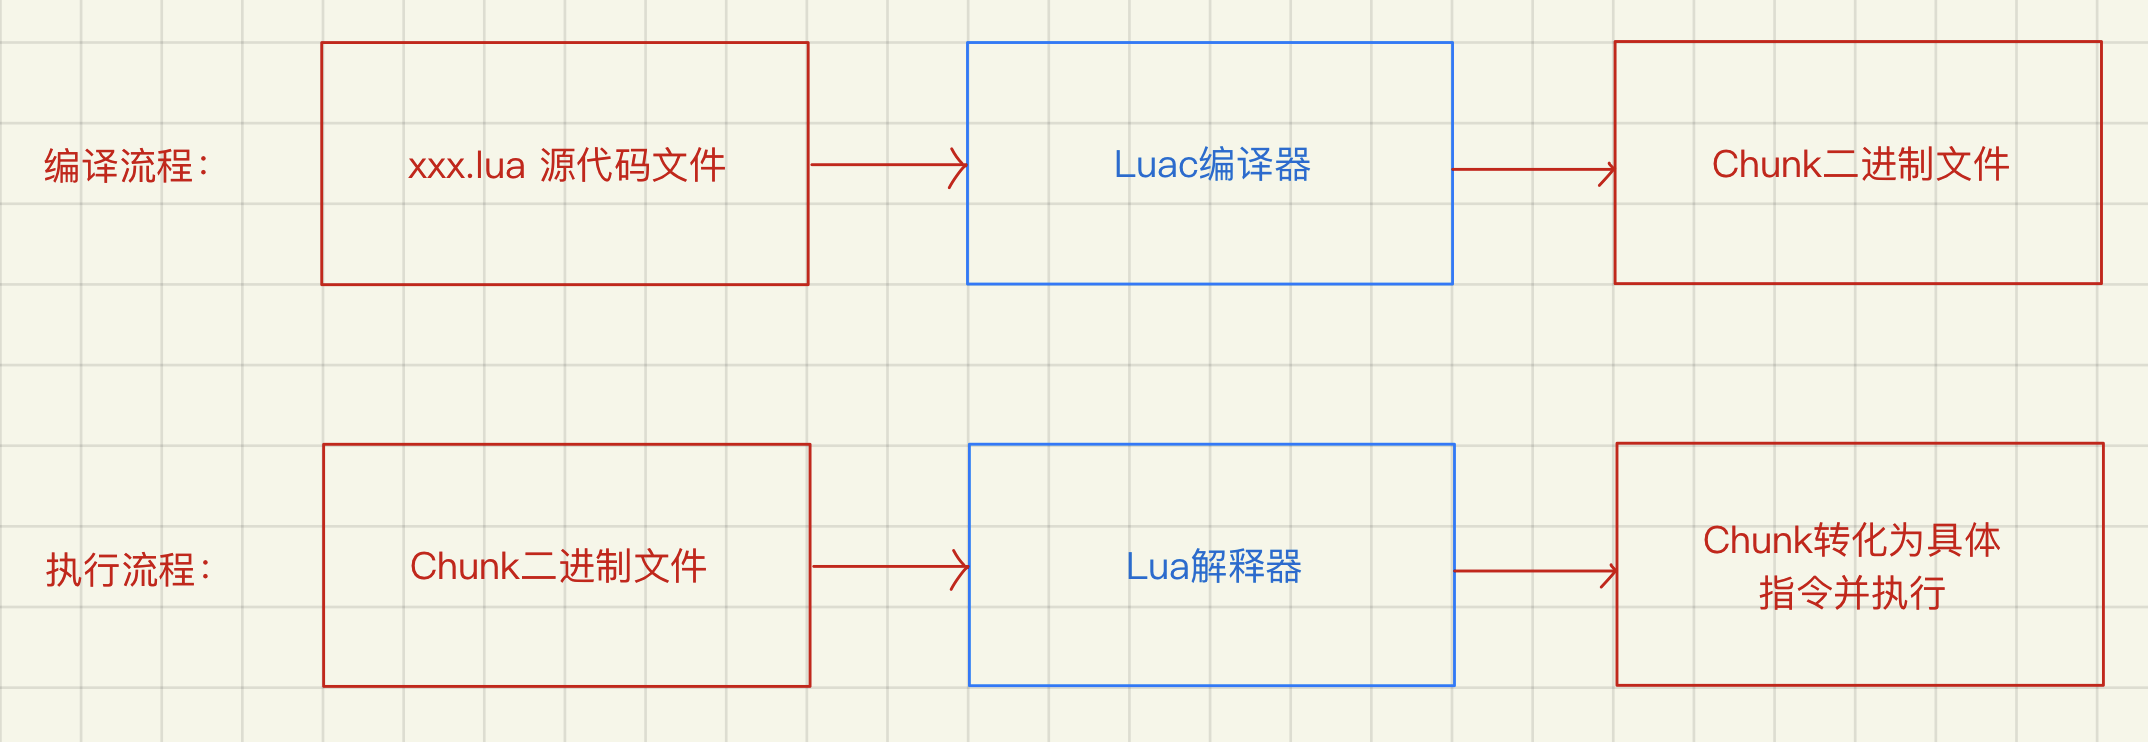 编译流程：
xxx.lua 源代码文件
Luac编译器
Chunk二进制文件
执行流程：
Chunk二进制文件
Lua解释器
Chunk转化为具体
指令并执行